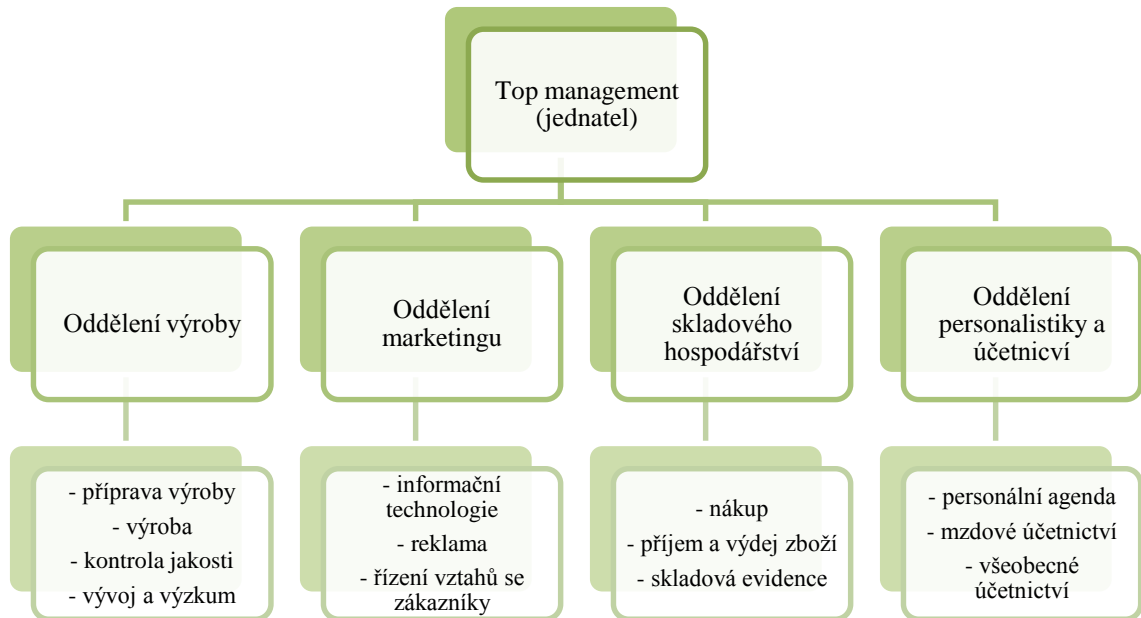 Top management
(jednatel)
Oddělení výroby
Oddělení
marketingu
Oddělení
skladového
hospodářství
Oddělení
personalistiky a
účetnicví
- příprava výroby
- výroba
- kontrola jakosti
- vývoj a výzkum
- informační
technologie
- reklama
- řízení vztahů se
zákazníky
- nákup
- příjem a výdej zboží
- skladová evidence
- personální agenda
- mzdové účetnictví
- všeobecné
účetnictví